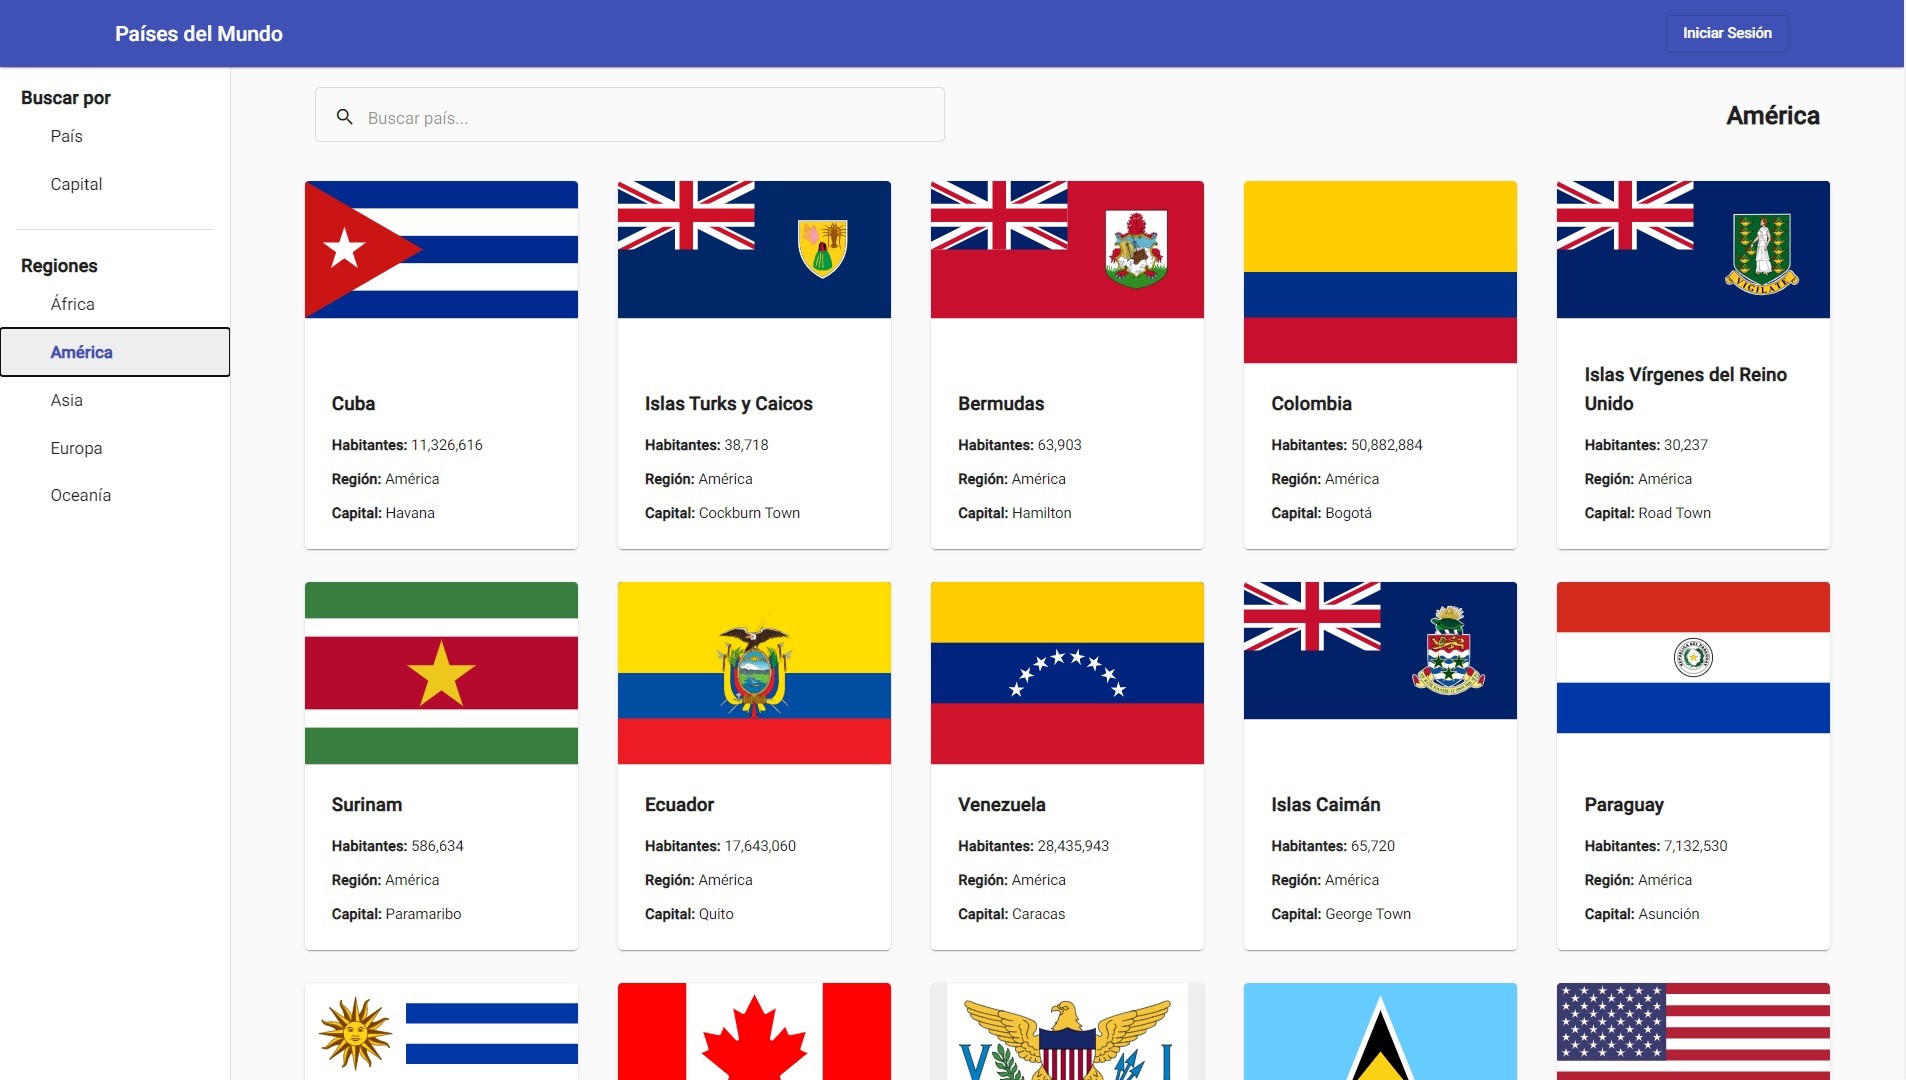 Países del Mundo
Iniciar Sesión
Buscar por
País
Capital
Regiones
África
América
Asia
Europa
Oceanía
Buscar país...
América
VIGILATE
Cuba
Habitantes: 11,326,616
Región: América
Capital: Havana
Islas Turks y Caicos
Habitantes: 38,718
Región: América
Capital: Cockburn Town
Bermudas
Habitantes: 63,903
Región: América
Capital: Hamilton
Colombia
Habitantes: 50,882,884
Región: América
Capital: Bogotá
Islas Vírgenes del Reino
Unido
Habitantes: 30,237
Región: América
Capital: Road Town
Surinam
Habitantes: 586,634
Región: América
Capital: Paramaribo
Ecuador
Habitantes: 17,643,060
Región: América
Capital: Quito
Venezuela
Habitantes: 28,435,943
Región: América
Capital: Caracas
Islas Caimán
Habitantes: 65,720
Región: América
Capital: George Town
Paraguay
Habitantes: 7,132,530
Región: América
Capital: Asunción
V I